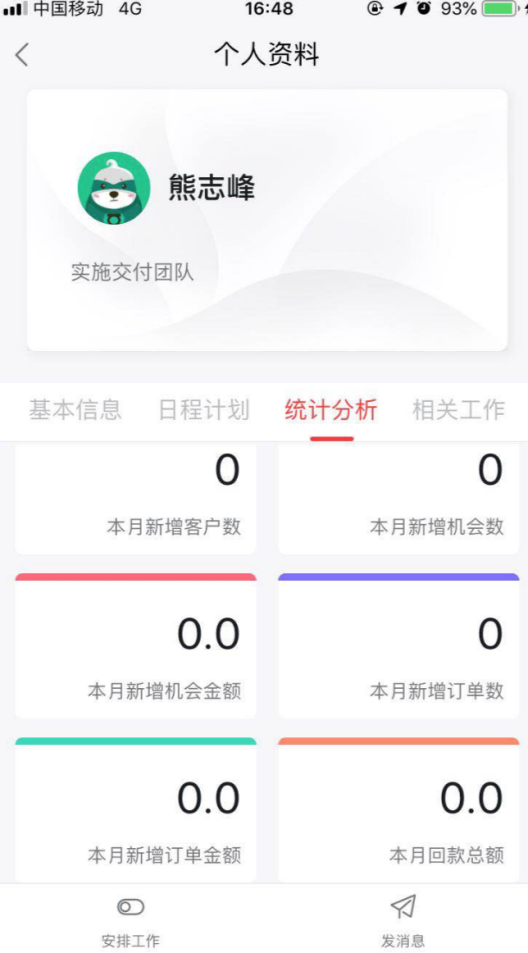 中国移动 4G 16:48 93%
个人资料
熊志峰
实施交付团队
基本信息 日程计划 统计分析 相关工作
0 0
本月新增客户数 本月新增机会数
0.0 0
本月新增机会金额 本月新增订单数
0.0 0.0
本月新增订单金额 本月回款总额
安排工作 发消息